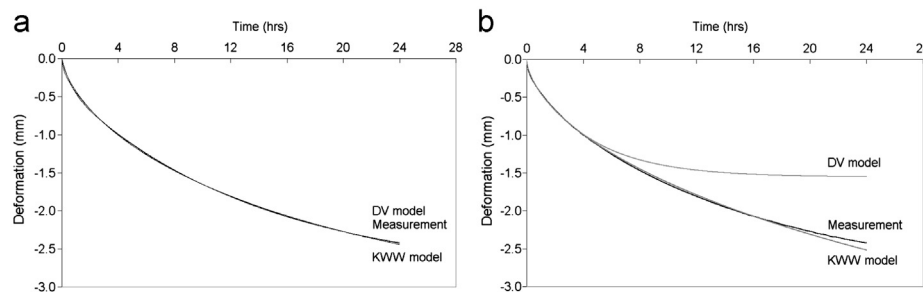 a
Time (hrs)
0 4 8 12 16 20 24 28
0.0
-0.5
-1.0
-1.5
-2.0
-2.5
-3.0
Deformation (mm)
DV model
Measurement
KWW model
b
Time (hrs)
0 4 8 12 16 20 24 2
0.0
-0.5
-1.0
-1.5
-2.0
-2.5
-3.0
Deformation (mm)
DV model
Measurement
KWW model